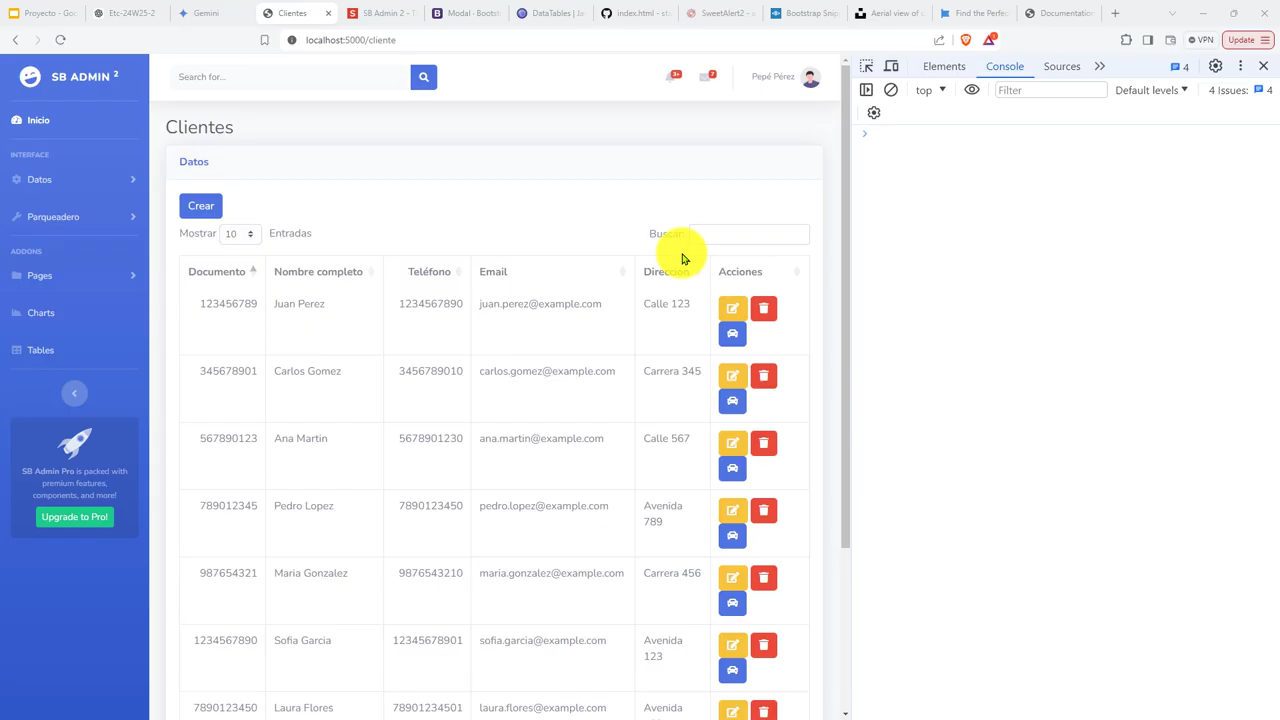 Proyecto - Goo
Etc-24W25-2
Gemini
Clientes
SB Admin 2 - T
Modal · Bootst
DataTables | Ja
index.html - st
SweetAlert2 -
Bootstrap Snip
Aerial view of c
Find the Perfec
Documentation
localhost:5000/cliente
VPN
Update
SB ADMIN 2
Search for...
3+
7
Pepé Pérez
Inicio
INTERFACE
Datos
Parqueadero
ADDONS
Pages
Charts
Tables
SB Admin Pro is packed with
premium features,
components, and more!
Upgrade to Pro!
Clientes
Datos
Crear
Mostrar 10 Entradas
Buscar:
Documento Nombre completo Teléfono Email Dirección Acciones
123456789 Juan Perez 1234567890 juan.perez@example.com Calle 123
345678901 Carlos Gomez 3456789010 carlos.gomez@example.com Carrera 345
567890123 Ana Martin 5678901230 ana.martin@example.com Calle 567
789012345 Pedro Lopez 7890123450 pedro.lopez@example.com Avenida
789
987654321 Maria Gonzalez 9876543210 maria.gonzalez@example.com Carrera 456
1234567890 Sofia Garcia 12345678901 sofia.garcia@example.com Avenida
123
7890123450 Laura Flores 78901234501 laura.flores@example.com Avenida
Elements Console Sources
4
top
Filter
Default levels
4 Issues: 4